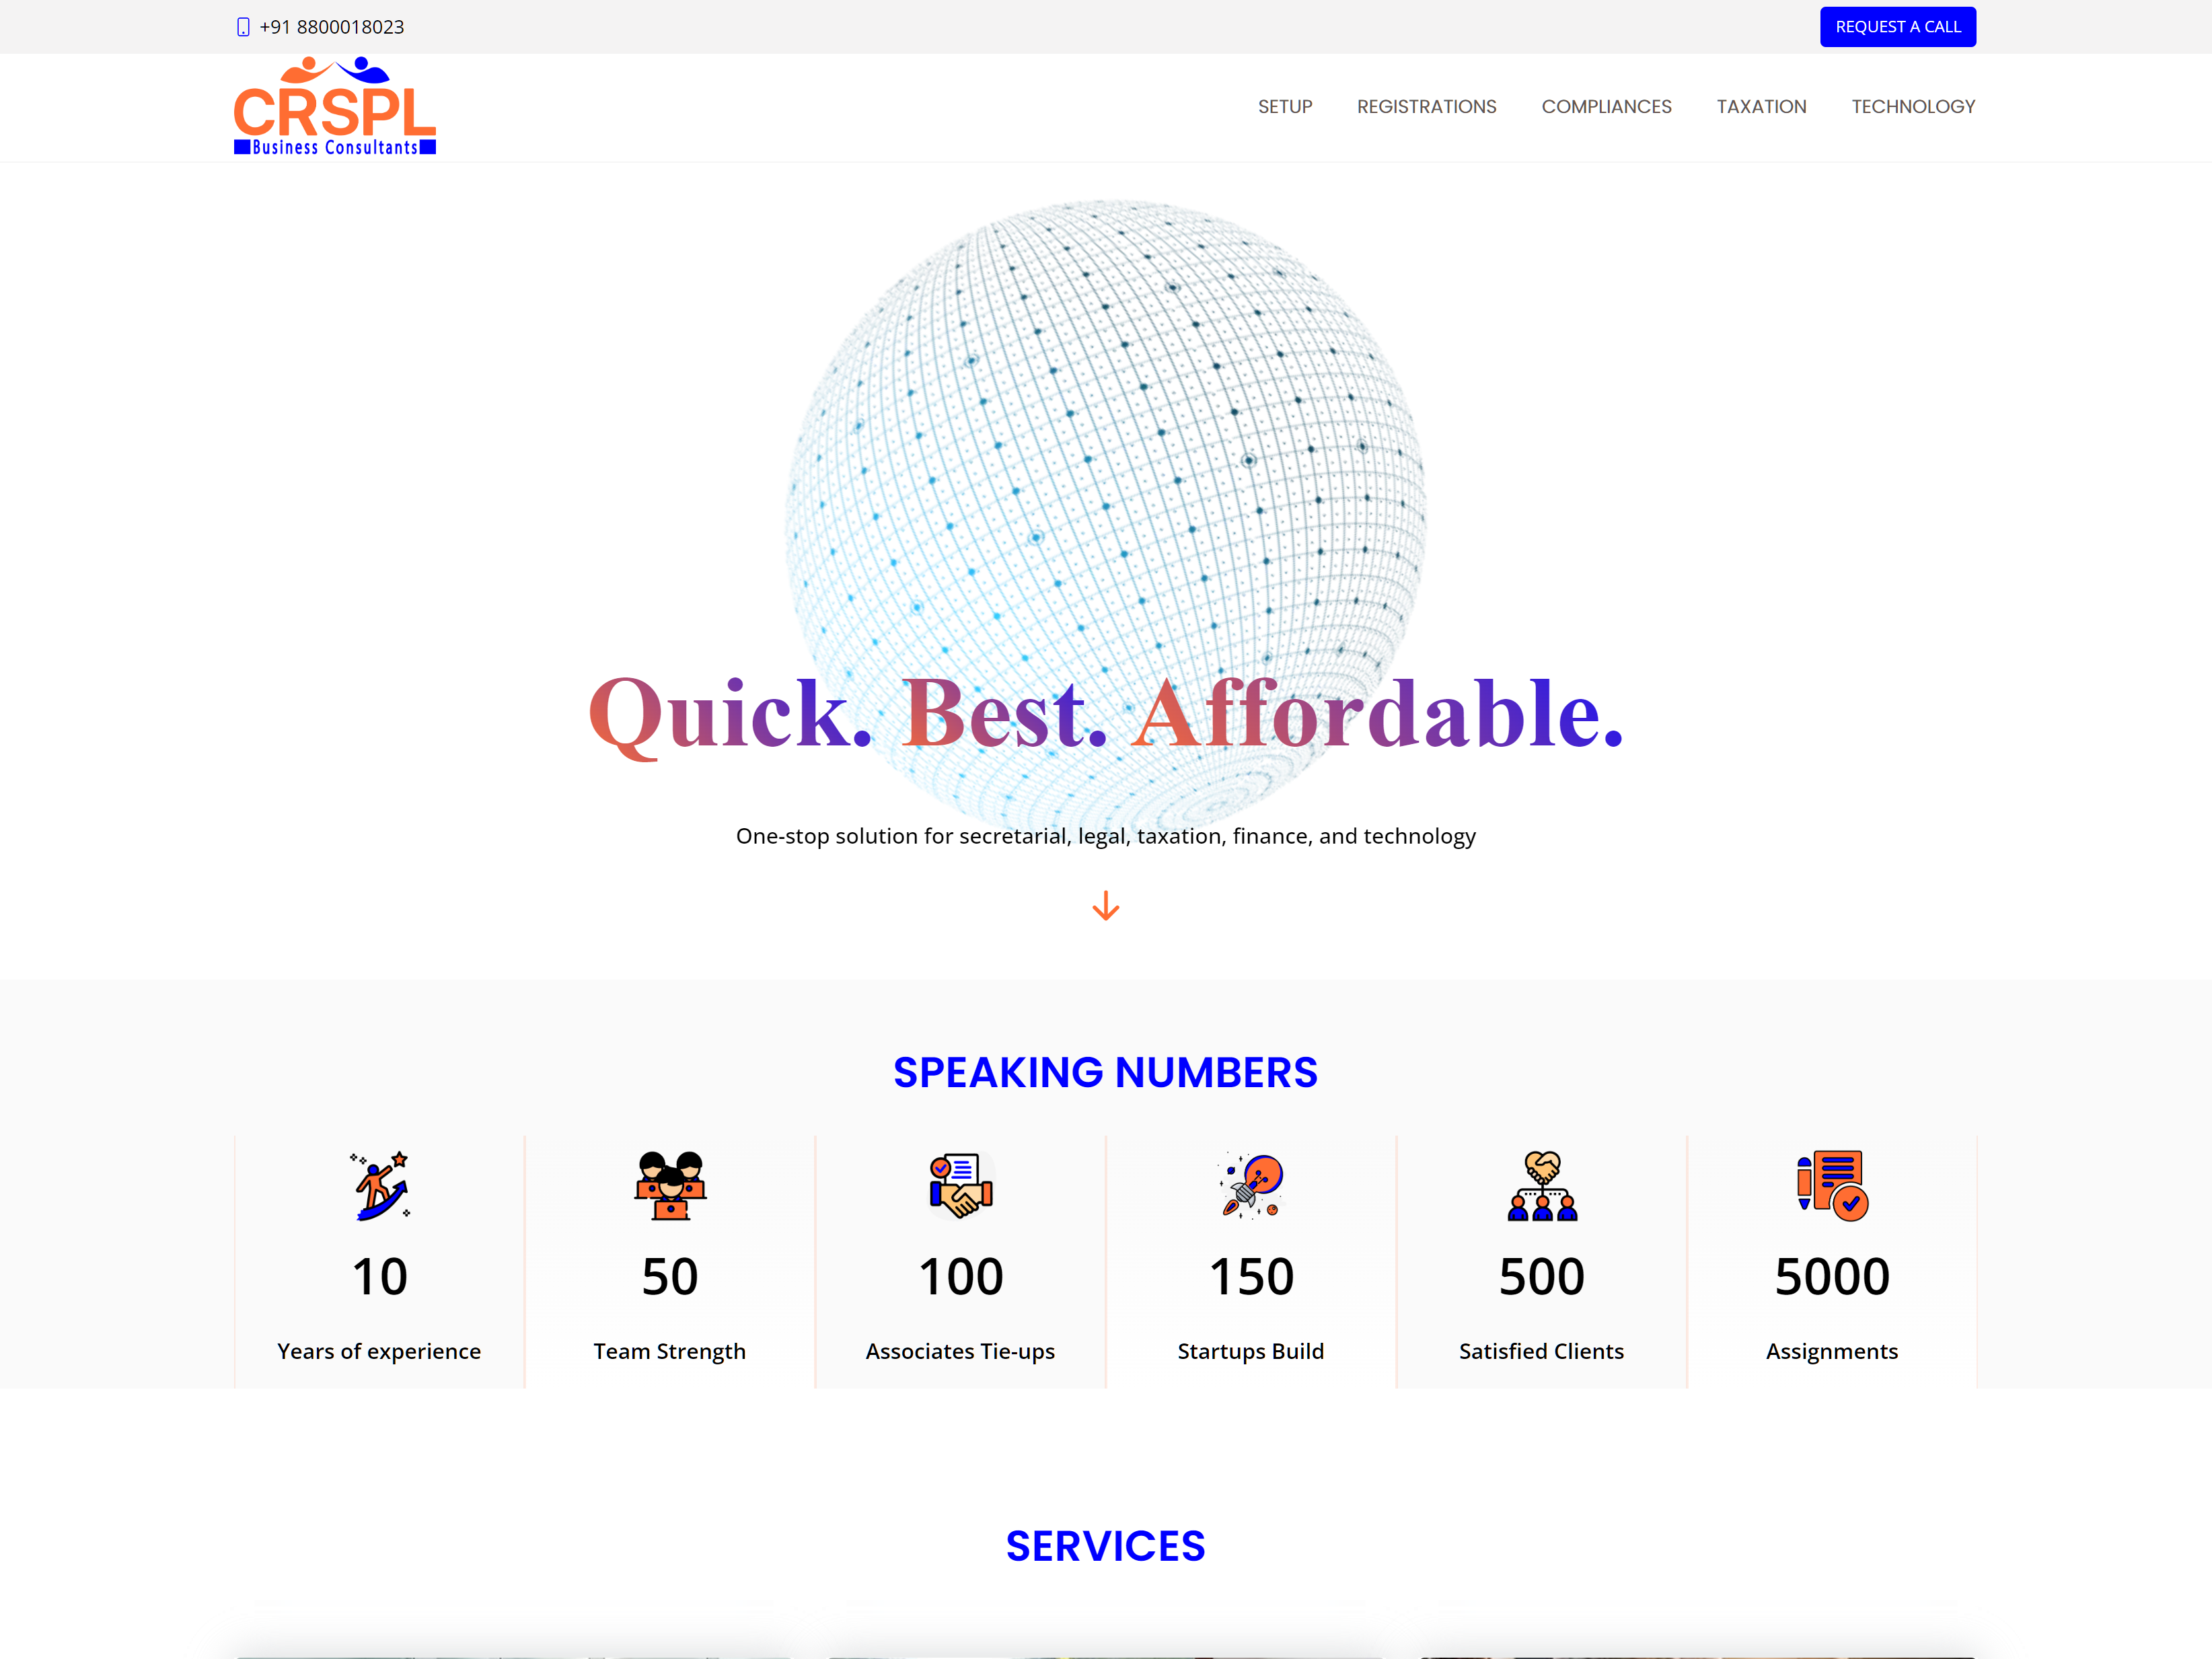 +91 8800018023
REQUEST A CALL
CRSPL
Business Consultants
SETUP REGISTRATIONS COMPLIANCES TAXATION TECHNOLOGY
Quick. Best. Affordable.
One-stop solution for secretarial, legal, taxation, finance, and technology
SPEAKING NUMBERS
10 50 100 150 500 5000
Years of experience Team Strength Associates Tie-ups Startups Build Satisfied Clients Assignments
SERVICES